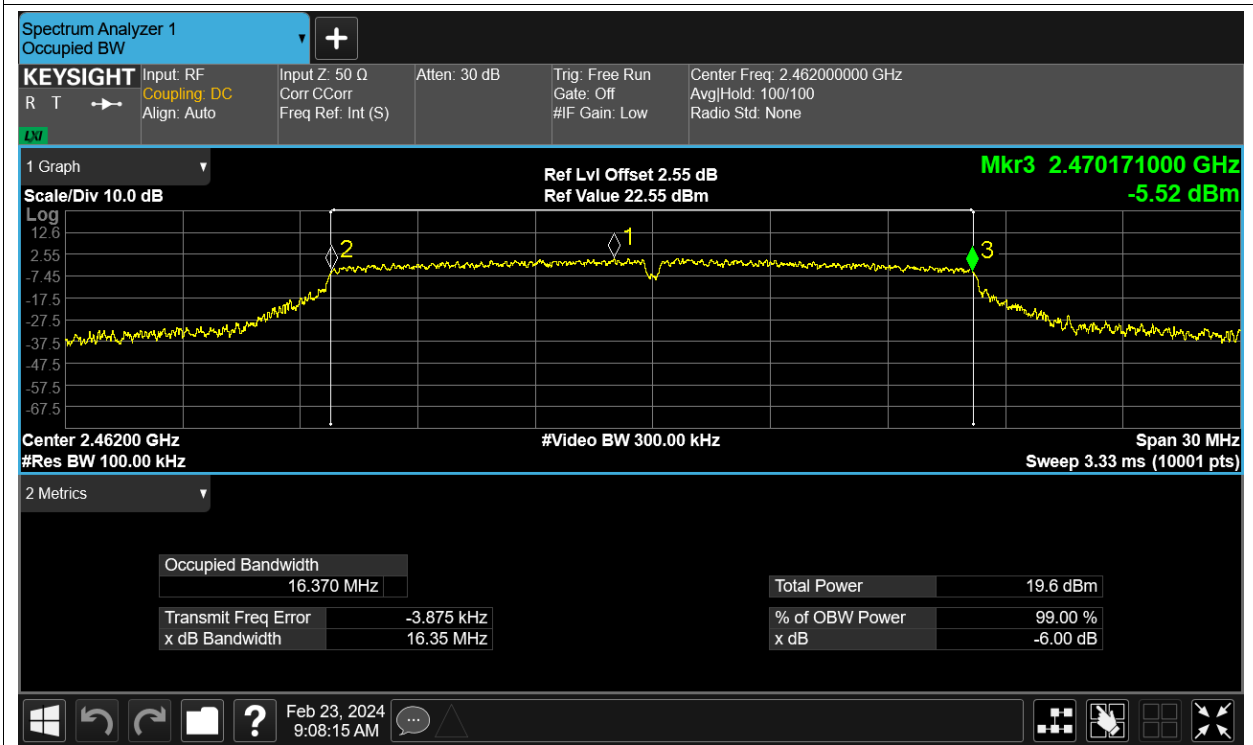 Spectrum Analyzer 1
Occupied BW
KEYSIGHT
R T
LXI
Input: RF
Coupling: DC
Align: Auto
Input Z: 50 Ω
Corr CCorr
Freq Ref: Int (S)
Atten: 30 dB
Trig: Free Run
Gate: Off
#IF Gain: Low
Center Freq: 2.462000000 GHz
Avg|Hold: 100/100
Radio Std: None
1 Graph
Scale/Div 10.0 dB
Ref Lvl Offset 2.55 dB
Ref Value 22.55 dBm
Mkr3 2.470171000 GHz
-5.52 dBm
Log
12.6
2.55
-7.45
-17.5
-27.5
-37.5
-47.5
-57.5
-67.5
2
1
3
Center 2.46200 GHz
#Res BW 100.00 kHz
#Video BW 300.00 kHz
Span 30 MHz
Sweep 3.33 ms (10001 pts)
2 Metrics
Occupied Bandwidth
16.370 MHz
Transmit Freq Error -3.875 kHz
x dB Bandwidth 16.35 MHz
Total Power 19.6 dBm
% of OBW Power 99.00 %
x dB -6.00 dB
?
Feb 23, 2024
9:08:15 AM